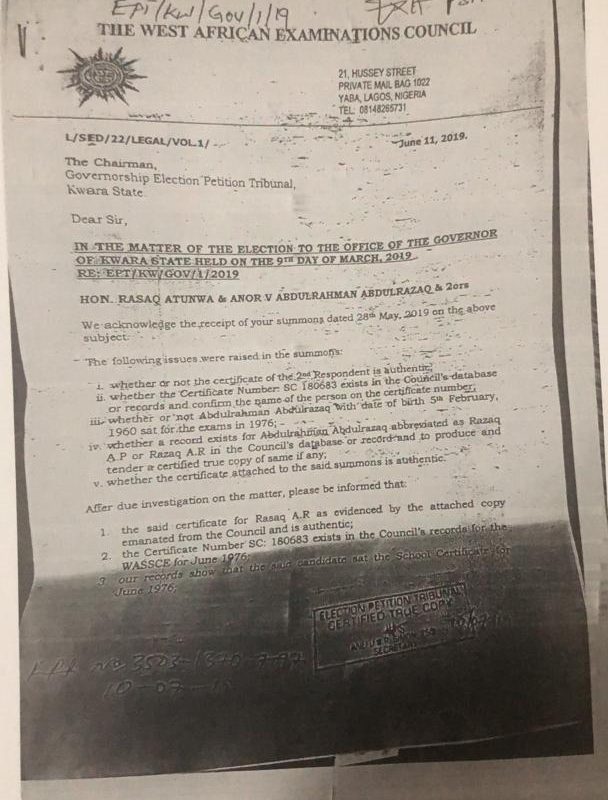 EPT/KW/GOV/1/19
THE WEST AFRICAN EXAMINATIONS COUNCIL
21, HUSSEY STREET
PRIVATE MAIL BAG 1022
YABA, LAGOS, NIGERIA
TEL: 08148265731
L/SED/22/LEGAL/VOL.1/
June 11, 2019.
The Chairman,
Governorship Election Petition Tribunal,
Kwara State
Dear Sir,
IN THE MATTER OF THE ELECTION TO THE OFFICE OF THE GOVERNOR
OF KWARA STATE HELD ON THE 9TH DAY OF MARCH, 2019
RE: EPT/KW/GOV/1/2019
HON. RASAQ ATUNWA & ANOR V ABDULRAHMAN ABDULRAZAQ & 2ors
We acknowledge the receipt of your summons dated 28th May, 2019 on the above
subject.
The following issues were raised in the summons:
i. whether or not the certificate of the 2nd Respondent is authentic;
ii. whether the Certificate Number: SC 180683 exists in the Council's database
or records and confirm the name of the person on the certificate number;
iii. whether or not Abdulrahman Abdulrazaq with date of birth 5th February,
1960 sat for the exams in 1976;
iv. whether a record exists for Abdulrahman Abdulrazaq abbreviated as Razaq
A.P or Razaq A.R in the Council's database or record and to produce and
tender a certified true copy of same if any;
v. whether the certificate attached to the said summons is authentic.
After due investigation on the matter, please be informed that:
1. the said certificate for Rasaq A.R as evidenced by the attached copy
emanated from the Council and is authentic;
2. the Certificate Number SC: 180683 exists in the Council's records for the
WASSCE for June 1976;
3. our records show that the said candidate sat the School Certificate for
June 1976;
ELECTION PETITION TRIBUNAL
CERTIFIED TRUE COPY
SECRETARY